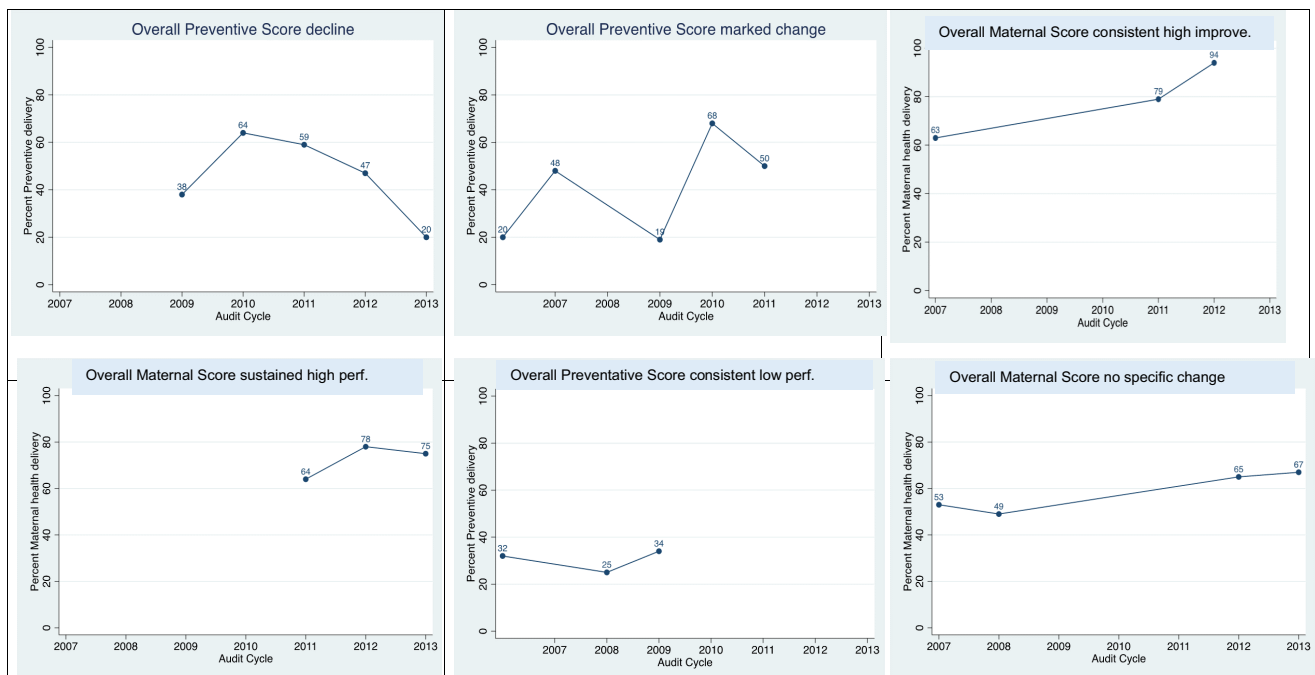 Overall Preventive Score decline
Percent Preventive delivery
100
80
60
40
20
0
38
64
59
47
20
2007 2008 2009 2010 2011 2012 2013
Audit Cycle
Overall Preventive Score marked change
Percent Preventive delivery
100
80
60
40
20
0
20
48
19
68
50
2007 2009 2010 2011 2012 2013
Audit Cycle
Overall Maternal Score consistent high improve.
Percent Maternal health delivery
100
80
60
40
20
0
63
79
94
2007 2008 2009 2010 2011 2012 2013
Audit Cycle
Overall Maternal Score sustained high perf.
Percent Maternal health delivery
100
80
60
40
20
0
64
78
75
2007 2008 2009 2010 2011 2012 2013
Audit Cycle
Overall Preventative Score consistent low perf.
Percent Preventive delivery
100
80
60
40
20
0
32
25
34
2007 2008 2009 2010 2011 2012 2013
Audit Cycle
Overall Maternal Score no specific change
Percent Maternal health delivery
100
80
60
40
20
0
53
49
65
67
2007 2008 2009 2010 2011 2012 2013
Audit Cycle